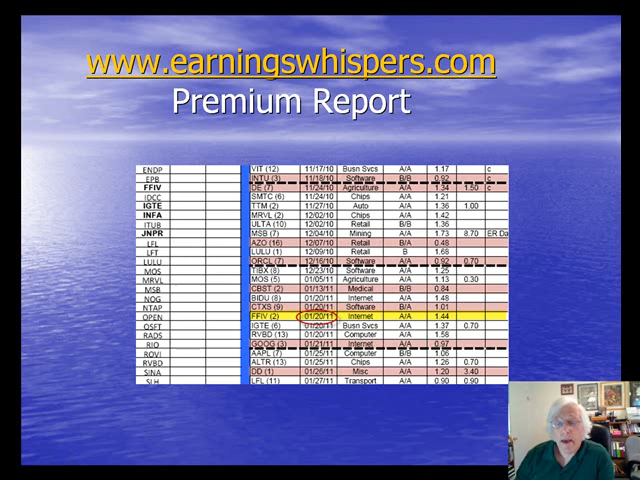 www.earningswhispers.com
Premium Report
ENDP VIT (12) 11/17/10 Busn Svcs A/A 1.17 c
EPB INTU (3) 11/18/10 Software B/B 0.92 c
FFIV DE (7) 11/24/10 Agriculture A/A 1.34 1.50 c
IDCC SMTC (6) 11/24/10 Chips A/A 1.21
IGTE TTM (2) 11/27/10 Auto A/A 1.36 1.00
INFA MRVL (2) 12/02/10 Chips A/A 1.42
ITUB ULTA (10) 12/02/10 Retail B/B 1.36
JNPR MSB (7) 12/04/10 Mining A/A 1.73 8.70 ER Da
LFL AZO (16) 12/07/10 Retail B/A 0.48
LFT LULU (1) 12/09/10 Retail B 1.68
LULU ORCL (7) 12/16/10 Software A/A 0.92 0.70
MOS TIBX (8) 12/23/10 Software A/A 1.25
MRVL MOS (5) 01/05/11 Agriculture A/A 1.13 0.30
MSB CBST (2) 01/13/11 Medical B/B 0.84
NOG BIDU (8) 01/20/11 Internet A/A 1.48
NTAP CTXS (9) 01/20/11 Software B/A 1.01
OPEN FFIV (2) 01/20/11 Internet A/A 1.44
QSFT IGTE (6) 01/20/11 Busn Svcs A/A 1.37 0.70
RADS RVBD (13) 01/20/11 Computer A/A 1.58
RIO GOOG (3) 01/21/11 Internet A/A 0.97
ROVI AAPL (7) 01/25/11 Computer B/B 1.06
RVBD ALTR (13) 01/25/11 Chips A/A 1.26 0.70
SINA DD (1) 01/26/11 Misc A/A 1.20 3.40
SLH LFL (11) 01/27/11 Transport A/A 0.90 0.90